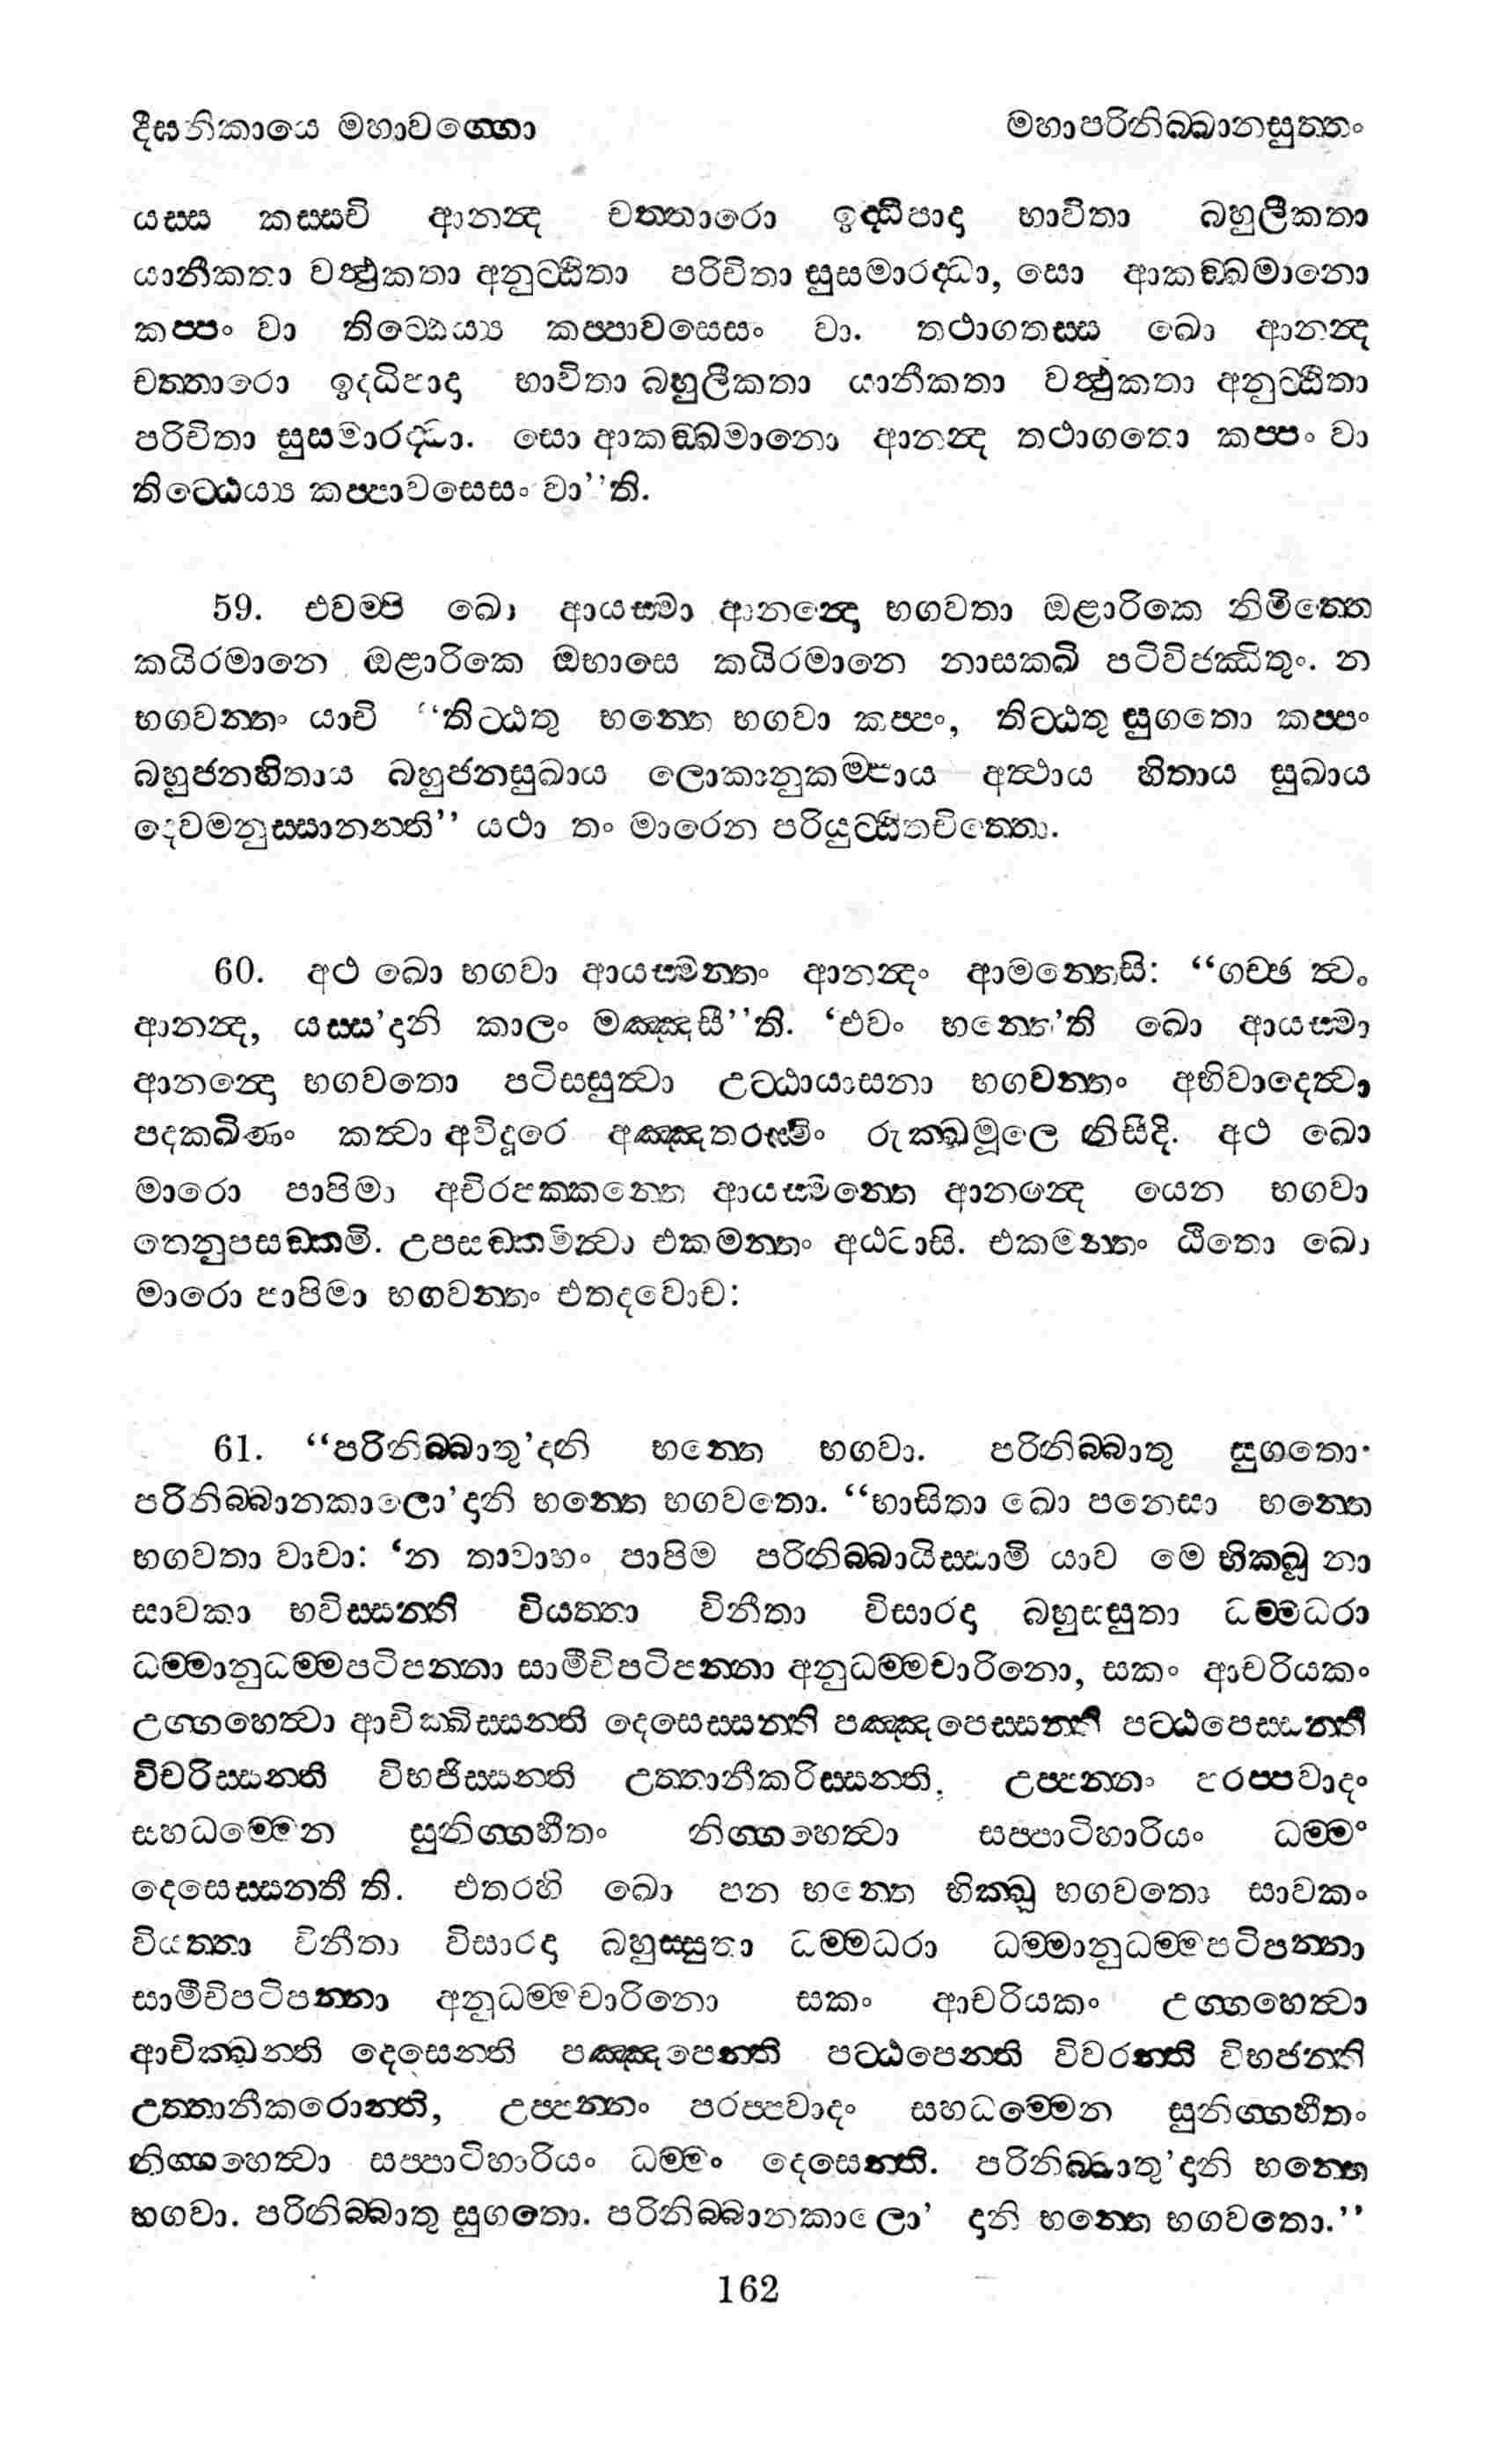 දීඝනිකායෙ මහාවග්ගො
මහාපරිනිබ්බානසුත්තං
යස්ස කස්සචි ආනන්ද චත්තාරො ඉද්ධිපාදා භාවිතා බහුලීකතා
යානීකතා වත්ථුකතා අනුට්ඨිතා පරිචිතා සුසමාරද්ධා, සො ආකඞ්ඛමානො
කප්පං වා තිට්ඨෙය්‍ය කප්පාවසෙසං වා. තථාගතස්ස ඛො ආනන්ද
චත්තාරො ඉද්ධිපාදා භාවිතා බහුලීකතා යානීකතා වත්ථුකතා අනුට්ඨිතා
පරිචිතා සුසමාරද්ධා. සො ආකඞ්ඛමානො ආනන්ද තථාගතො කප්පං වා
තිට්ඨෙය්‍ය කප්පාවසෙසං වා’’ති.
59. එවම්පි ඛො ආයස්මා ආනන්දො භගවතා ඔළාරිකෙ නිමිත්තෙ
කයිරමානෙ ඔළාරිකෙ ඔභාසෙ කයිරමානෙ නාසක්ඛි පටිවිජ්ඣිතුං. න
භගවන්තං යාචි ‘‘තිට්ඨතු භන්තෙ භගවා කප්පං, තිට්ඨතු සුගතො කප්පං
බහුජනහිතාය බහුජනසුඛාය ලොකානුකම්පාය අත්ථාය හිතාය සුඛාය
දෙවමනුස්සානන්ති’’ යථා තං මාරෙන පරියුට්ඨිතචිත්තො.
60. අථ ඛො භගවා ආයස්මන්තං ආනන්දං ආමන්තෙසි: ‘‘ගච්ඡ ත්වං
ආනන්ද, යස්ස’දානි කාලං මඤ්ඤසී’’ති. ‘එවං භන්තෙ’ති ඛො ආයස්මා
ආනන්දො භගවතො පටිස්සුත්වා උට්ඨායාසනා භගවන්තං අභිවාදෙත්වා
පදක්ඛිණං කත්වා අවිදූරෙ අඤ්ඤතරස්මිං රුක්ඛමූලෙ නිසීදි. අථ ඛො
මාරො පාපිමා අචිරපක්කන්තෙ ආයස්මන්තෙ ආනන්දෙ යෙන භගවා
තෙනුපසඞ්කමි. උපසඞ්කමිත්වා එකමන්තං අට්ඨාසි. එකමන්තං ඨිතො ඛො
මාරො පාපිමා භගවන්තං එතදවොච:
61. ‘‘පරිනිබ්බාතු’දානි භන්තෙ භගවා. පරිනිබ්බාතු සුගතො.
පරිනිබ්බානකාලො’දානි භන්තෙ භගවතො. ‘‘භාසිතා ඛො පනෙසා භන්තෙ
භගවතා වාචා: ‘න තාවාහං පාපිම පරිනිබ්බායිස්සාමි යාව මෙ භික්ඛූ නා
සාවකා භවිස්සන්ති වියත්තා විනීතා විසාරදා බහුස්සුතා ධම්මධරා
ධම්මානුධම්මපටිපන්නා සාමීචිපටිපන්නා අනුධම්මචාරිනො, සකං ආචරියකං
උග්ගහෙත්වා ආචික්ඛිස්සන්ති දෙසෙස්සන්ති පඤ්ඤපෙස්සන්ති පට්ඨපෙස්සන්ති
විචරිස්සන්ති විභජිස්සන්ති උත්තානීකරිස්සන්ති, උප්පන්නං පරප්පවාදං
සහධම්මෙන සුනිග්ගහීතං නිග්ගහෙත්වා සප්පාටිහාරියං ධම්මං
දෙසෙස්සන්තී ති. එතරහි ඛො පන භන්තෙ භික්ඛූ භගවතො සාවකං
වියත්තා විනීතා විසාරදා බහුස්සුතා ධම්මධරා ධම්මානුධම්මපටිපන්නා
සාමීචිපටිපන්නා අනුධම්මචාරිනො සකං ආචරියකං උග්ගහෙත්වා
ආචික්ඛන්ති දෙසෙන්ති පඤ්ඤපෙන්ති පට්ඨපෙන්ති විවරන්ති විභජන්ති
උත්තානීකරොන්ති, උප්පන්නං පරප්පවාදං සහධම්මෙන සුනිග්ගහීතං
නිග්ගහෙත්වා සප්පාටිහාරියං ධම්මං දෙසෙන්ති. පරිනිබ්බාතු’දානි භන්තෙ
භගවා. පරිනිබ්බාතු සුගතො. පරිනිබ්බානකාලො’ දානි භන්තෙ භගවතො.’’
162